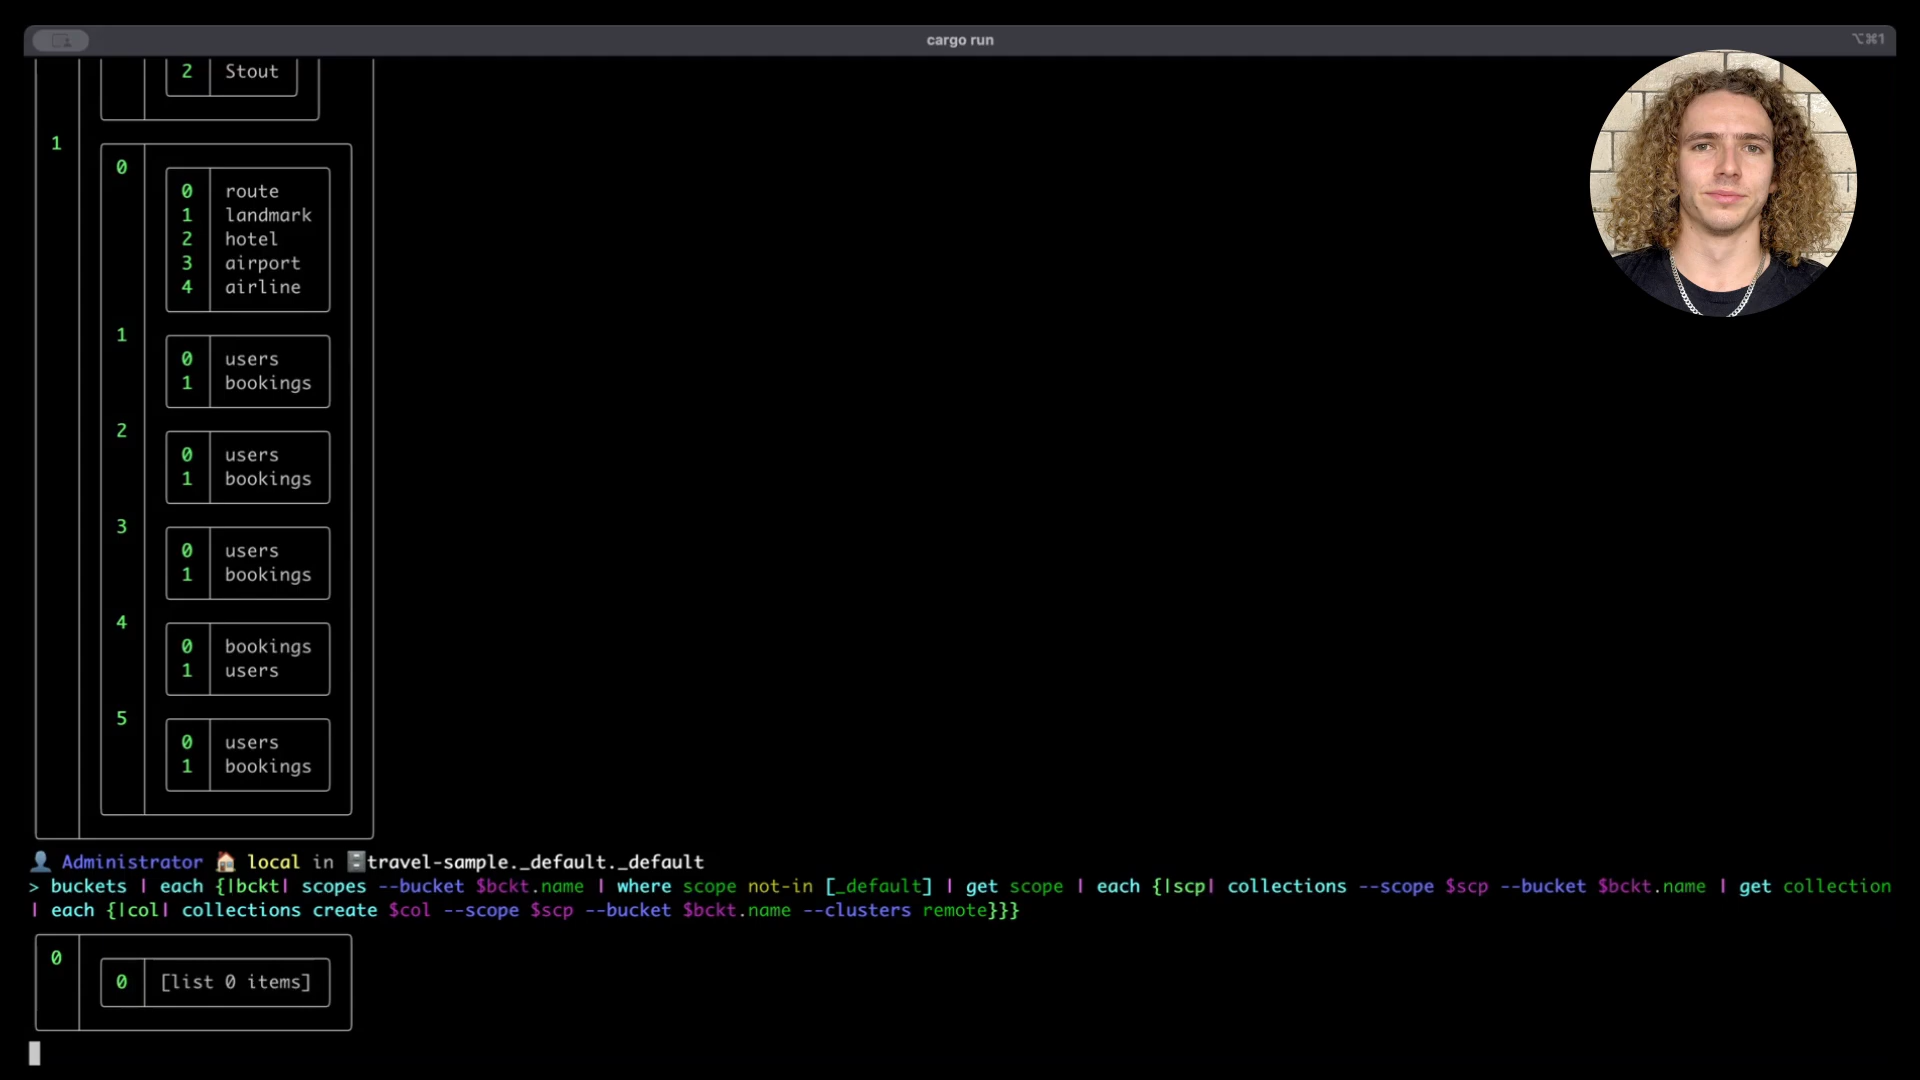 cargo run
⌥⌘1
2 Stout
1
0
0 route
1 landmark
2 hotel
3 airport
4 airline
1
0 users
1 bookings
2
0 users
1 bookings
3
0 users
1 bookings
4
0 bookings
1 users
5
0 users
1 bookings
Administrator local in travel-sample._default._default
> buckets | each {|bckt| scopes --bucket $bckt.name | where scope not-in [_default] | get scope | each {|scp| collections --scope $scp --bucket $bckt.name | get collection
| each {|col| collections create $col --scope $scp --bucket $bckt.name --clusters remote}}}
0
0 [list 0 items]